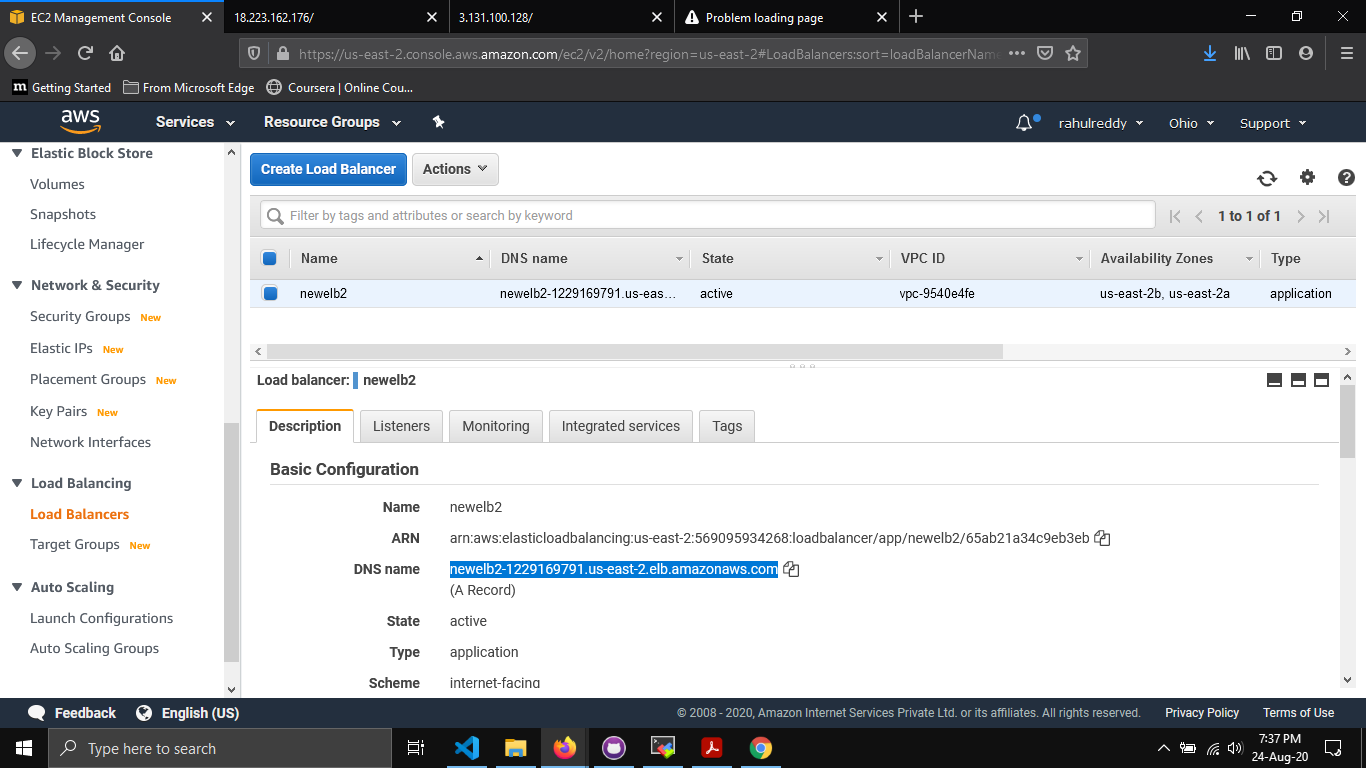 EC2 Management Console
18.223.162.176/
3.131.100.128/
Problem loading page
https://us-east-2.console.aws.amazon.com/ec2/v2/home?region=us-east-2#LoadBalancers:sort=loadBalancerName
Getting Started
From Microsoft Edge
Coursera | Online Cou...
aws
Services
Resource Groups
rahulreddy
Ohio
Support
Elastic Block Store
Volumes
Snapshots
Lifecycle Manager
Network & Security
Security Groups New
Elastic IPs New
Placement Groups New
Key Pairs New
Network Interfaces
Load Balancing
Load Balancers
Target Groups New
Auto Scaling
Launch Configurations
Auto Scaling Groups
Create Load Balancer
Actions
Filter by tags and attributes or search by keyword
1 to 1 of 1
Name DNS name State VPC ID Availability Zones Type
newelb2 newelb2-1229169791.us-eas... active vpc-9540e4fe us-east-2b, us-east-2a application
Load balancer: newelb2
Description Listeners Monitoring Integrated services Tags
Basic Configuration
Name newelb2
ARN arn:aws:elasticloadbalancing:us-east-2:569095934268:loadbalancer/app/newelb2/65ab21a34c9eb3eb
DNS name newelb2-1229169791.us-east-2.elb.amazonaws.com
(A Record)
State active
Type application
Scheme internet-facing
Feedback
English (US)
© 2008 - 2020, Amazon Internet Services Private Ltd. or its affiliates. All rights reserved.
Privacy Policy
Terms of Use
Type here to search
7:37 PM
24-Aug-20